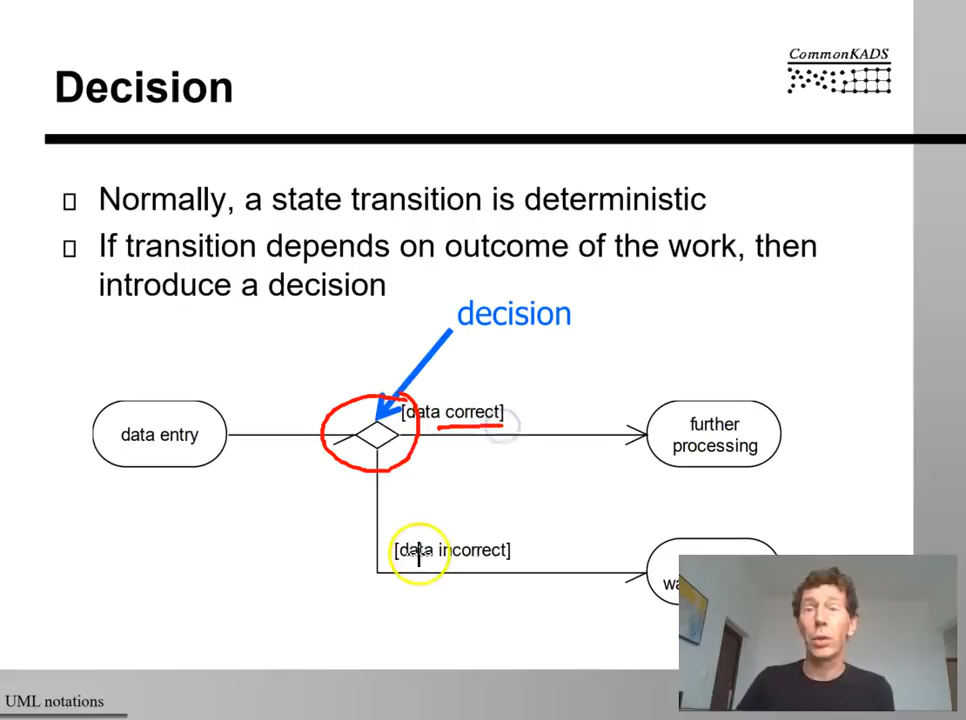 CommonKADS
Decision
Normally, a state transition is deterministic
If transition depends on outcome of the work, then
introduce a decision
decision
[data correct]
data entry
further
processing
[data incorrect]
UML notations